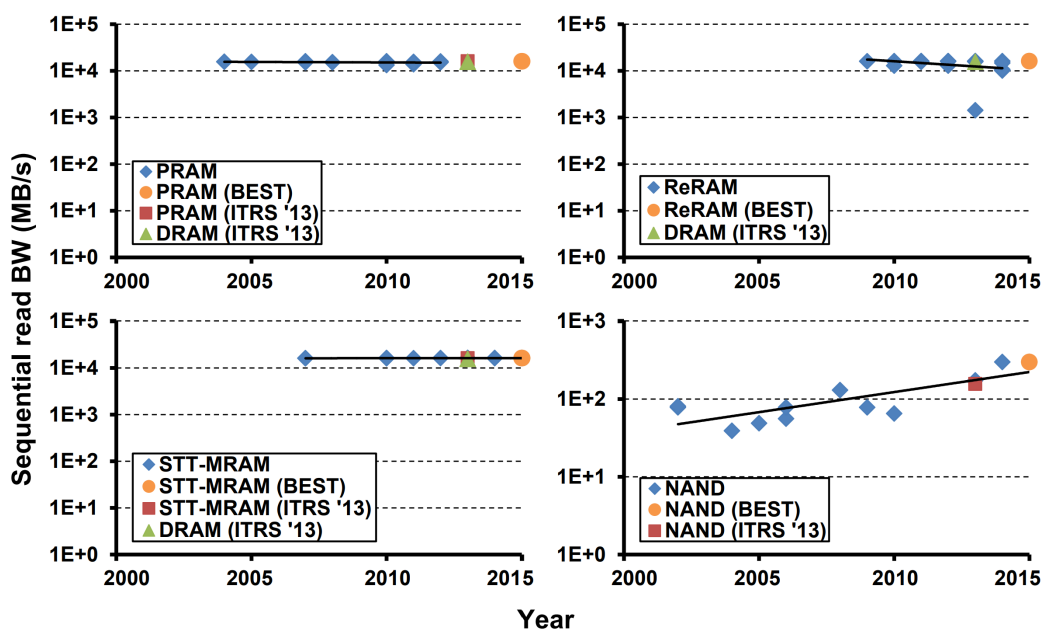 Sequential read BW (MB/s)
1E+5
1E+4
1E+3
1E+2
1E+1
1E+0
PRAM
PRAM (BEST)
PRAM (ITRS '13)
DRAM (ITRS '13)
2000 2005 2010 2015
1E+5
1E+4
1E+3
1E+2
1E+1
1E+0
ReRAM
ReRAM (BEST)
DRAM (ITRS '13)
2000 2005 2010 2015
1E+5
1E+4
1E+3
1E+2
1E+1
1E+0
STT-MRAM
STT-MRAM (BEST)
STT-MRAM (ITRS '13)
DRAM (ITRS '13)
2000 2005 2010 2015
1E+3
1E+2
1E+1
1E+0
NAND
NAND (BEST)
NAND (ITRS '13)
2000 2005 2010 2015
Year